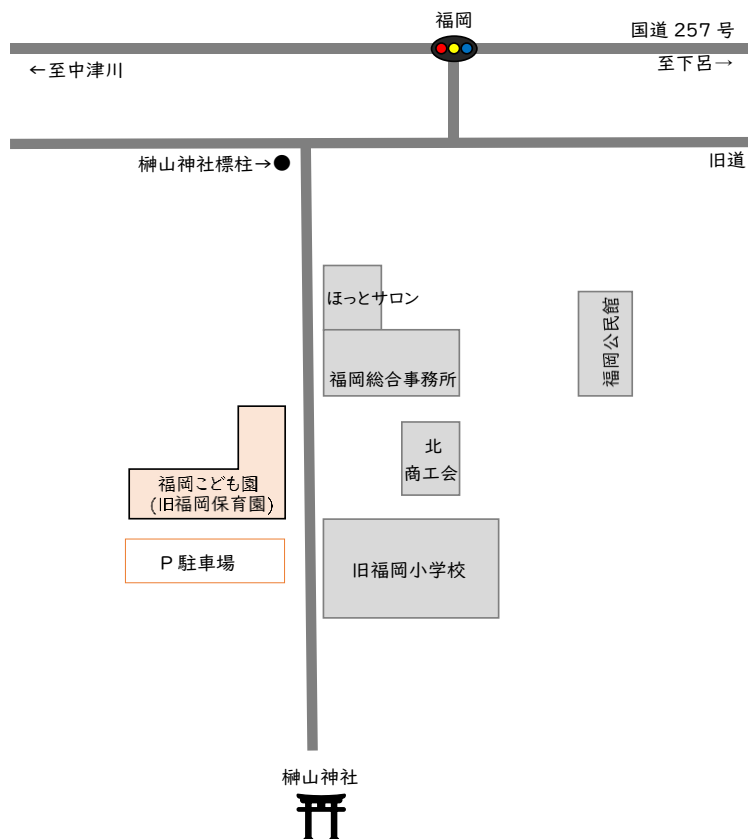 福岡
国道 257 号
←至中津川
至下呂→
榊山神社標柱→
旧道
ほっとサロン
福岡公民館
福岡総合事務所
北
商工会
福岡こども園
(旧福岡保育園)
P 駐車場
旧福岡小学校
榊山神社